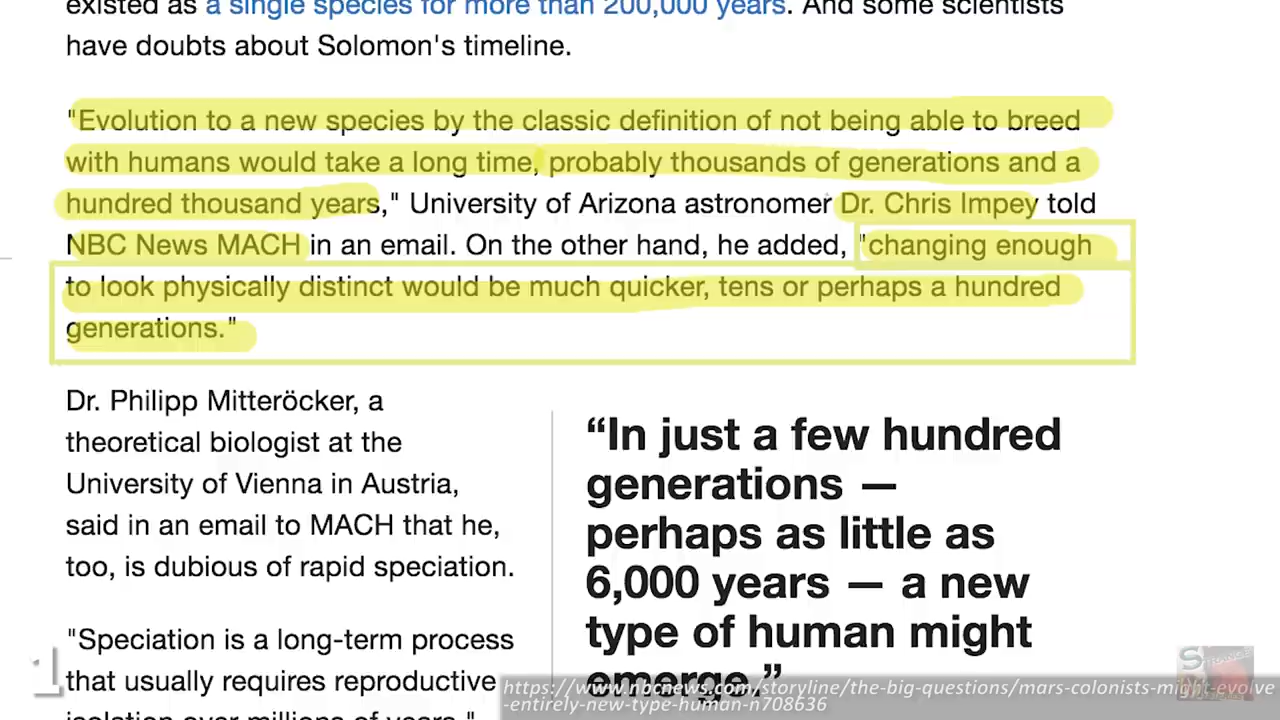 existed as a single species for more than 200,000 years. And some scientists
have doubts about Solomon's timeline.
"Evolution to a new species by the classic definition of not being able to breed
with humans would take a long time, probably thousands of generations and a
hundred thousand years," University of Arizona astronomer Dr. Chris Impey told
NBC News MACH in an email. On the other hand, he added, "changing enough
to look physically distinct would be much quicker, tens or perhaps a hundred
generations."
Dr. Philipp Mitteröcker, a
theoretical biologist at the
University of Vienna in Austria,
said in an email to MACH that he,
too, is dubious of rapid speciation.
"Speciation is a long-term process
that usually requires reproductive
isolation over millions of years."
“In just a few hundred
generations —
perhaps as little as
6,000 years — a new
type of human might
emerge.”
1
https://www.nbcnews.com/storyline/the-big-questions/mars-colonists-might-evolve
-entirely-new-type-human-n708636